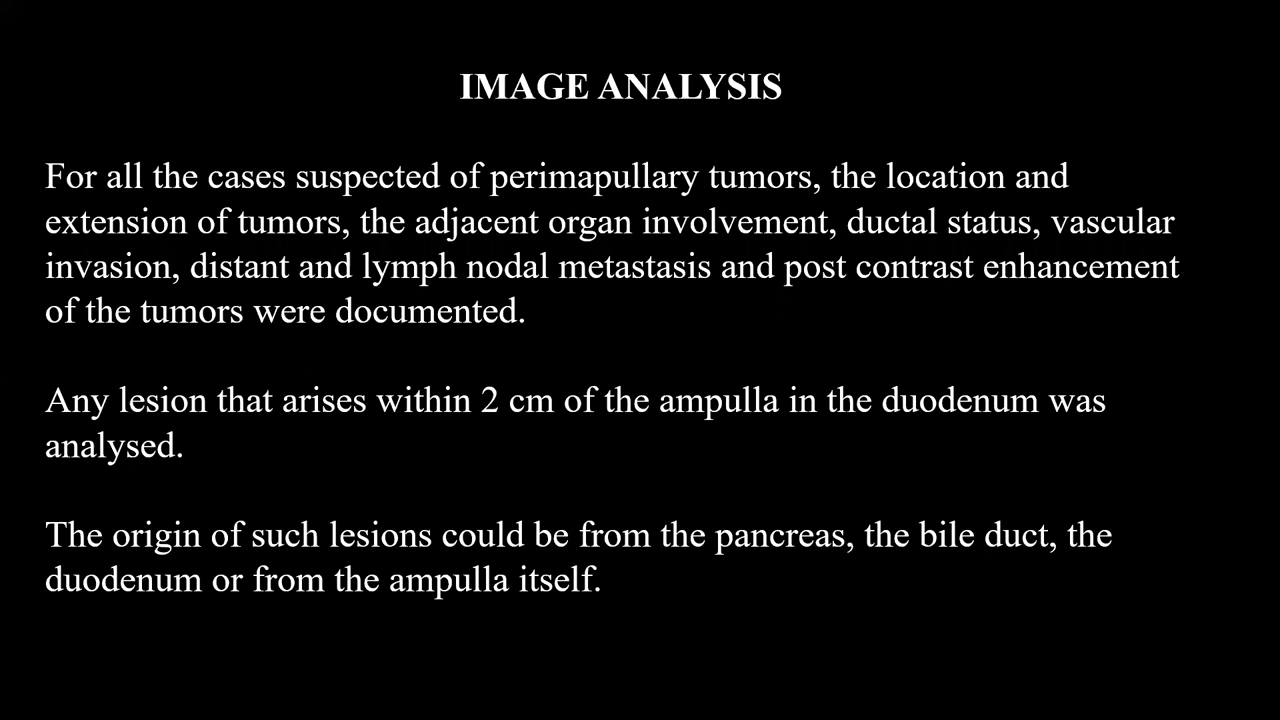 IMAGE ANALYSIS
For all the cases suspected of perimapullary tumors, the location and
extension of tumors, the adjacent organ involvement, ductal status, vascular
invasion, distant and lymph nodal metastasis and post contrast enhancement
of the tumors were documented.
Any lesion that arises within 2 cm of the ampulla in the duodenum was
analysed.
The origin of such lesions could be from the pancreas, the bile duct, the
duodenum or from the ampulla itself.